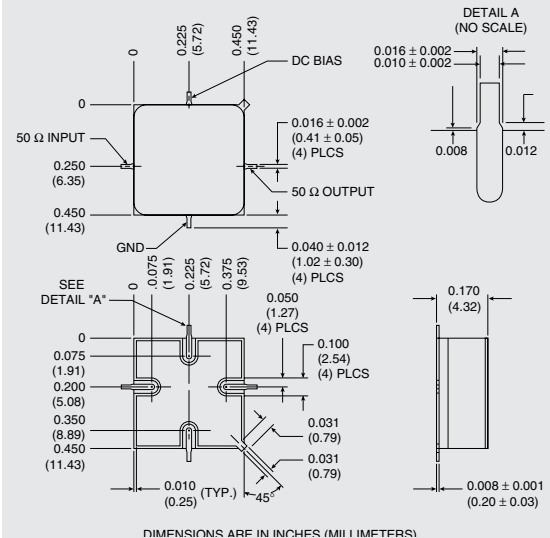 DETAIL A
(NO SCALE)
0
0.225
(5.72)
0.450
(11.43)
DC BIAS
0.016 ± 0.002
0.010 ± 0.002
0
50 Ω INPUT
0.250
(6.35)
0.450
(11.43)
0.016 ± 0.002
(0.41 ± 0.05)
(4) PLCS
50 Ω OUTPUT
0.008
0.012
GND
0.040 ± 0.012
(1.02 ± 0.30)
(4) PLCS
SEE
DETAIL "A"
0
0.075
(1.91)
0.225
(5.72)
0.375
(9.53)
0.050
(1.27)
(4) PLCS
0.170
(4.32)
0
0.075
(1.91)
0.200
(5.08)
0.350
(8.89)
0.450
(11.43)
0.100
(2.54)
(4) PLCS
0.031
(0.79)
0.031
(0.79)
0.010
(0.25)
(TYP.)
45°
0.008 ± 0.001
(0.20 ± 0.03)
DIMENSIONS ARE IN INCHES (MILLIMETERS)